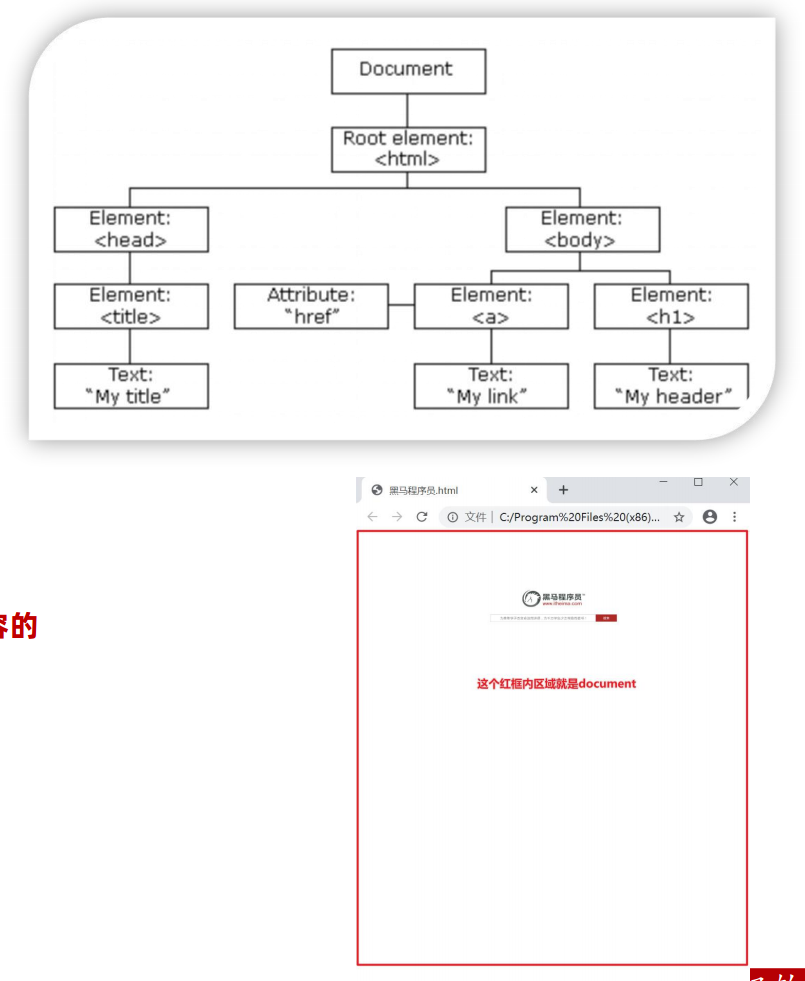 Document
Root element:
<html>
Element:
<head>
Element:
<body>
Element:
<title>
Attribute:
“href”
Element:
<a>
Element:
<h1>
Text:
“My title”
Text:
“My link”
Text:
“My header”
黑马程序员.html
文件 | C:/Program%20Files%20(x86)...
容的
黑马程序员
www.itheima.com
这个红框内区域就是document